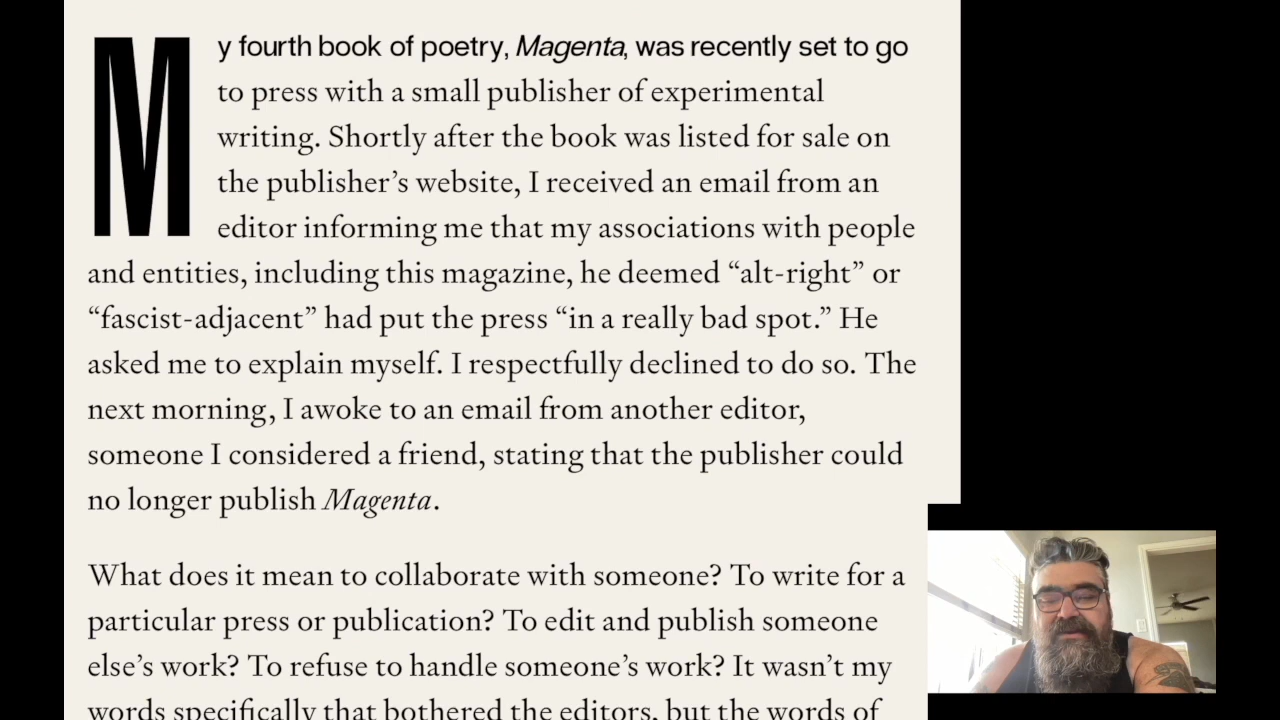 My fourth book of poetry, Magenta, was recently set to go
to press with a small publisher of experimental
writing. Shortly after the book was listed for sale on
the publisher’s website, I received an email from an
editor informing me that my associations with people
and entities, including this magazine, he deemed “alt-right” or
“fascist-adjacent” had put the press “in a really bad spot.” He
asked me to explain myself. I respectfully declined to do so. The
next morning, I awoke to an email from another editor,
someone I considered a friend, stating that the publisher could
no longer publish Magenta.
What does it mean to collaborate with someone? To write for a
particular press or publication? To edit and publish someone
else’s work? To refuse to handle someone’s work? It wasn’t my
words specifically that bothered the editors, but the words of